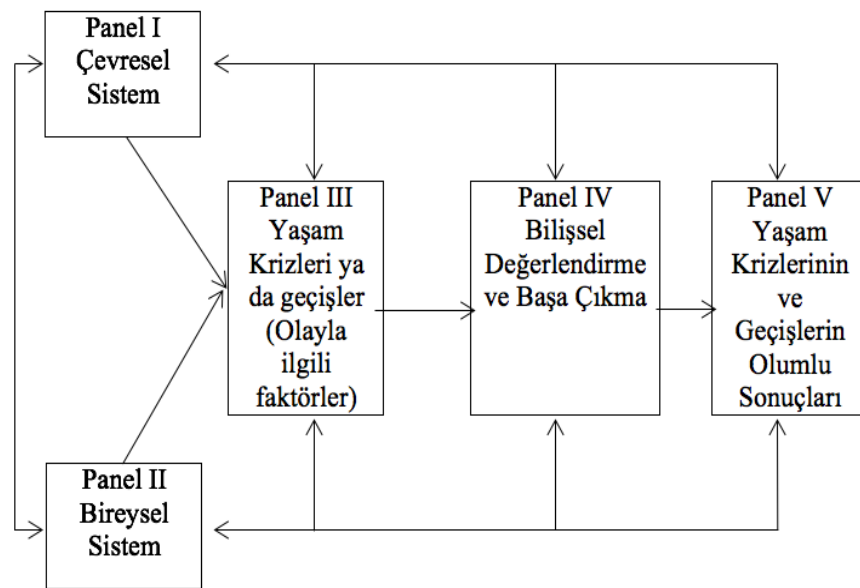 Panel I
Çevresel
Sistem
Panel III
Yaşam
Krizleri ya
da geçişler
(Olayla
ilgili
faktörler)
Panel IV
Bilişsel
Değerlendirme
ve Başa Çıkma
Panel V
Yaşam
Krizlerinin
ve
Geçişlerin
Olumlu
Sonuçları
Panel II
Bireysel
Sistem